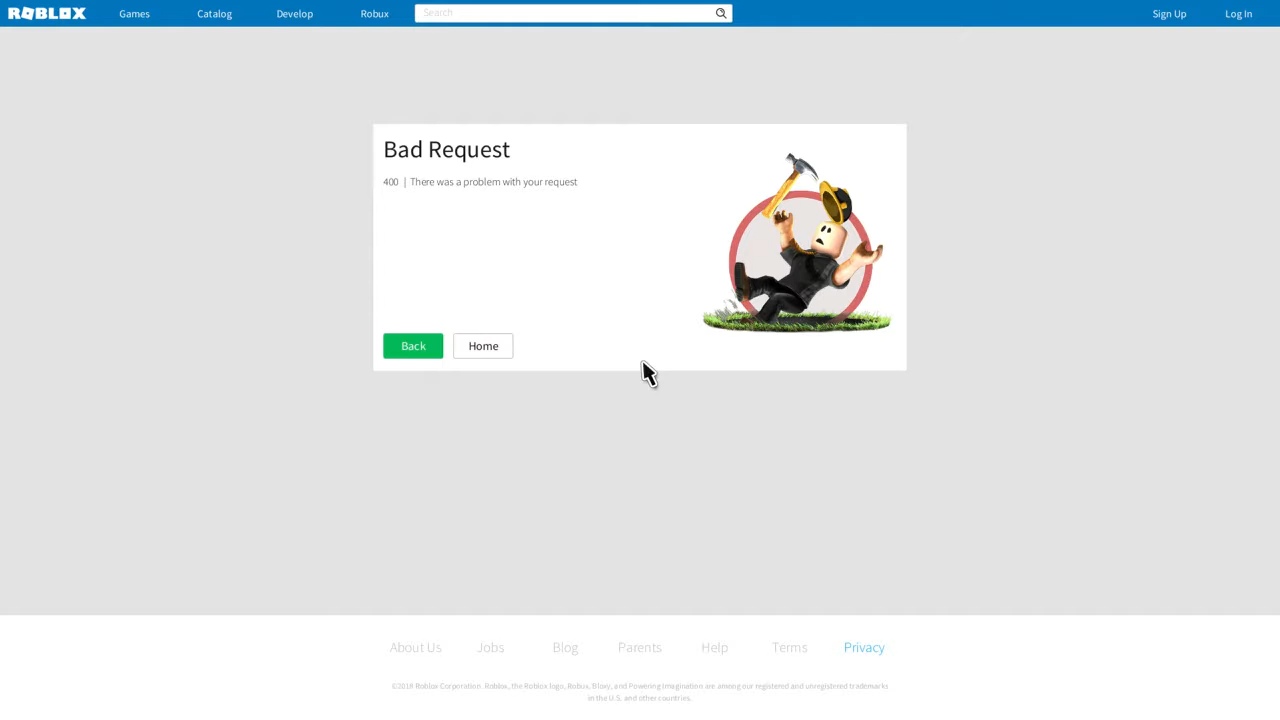 ROBLOX Games Catalog Develop Robux Search Sign Up Log In
Bad Request
400 | There was a problem with your request
Back Home
About Us Jobs Blog Parents Help Terms Privacy
©2018 Roblox Corporation. Roblox, the Roblox logo, Robux, Bloxy, and Powering Imagination are among our registered and unregistered trademarks
in the U.S. and other countries.